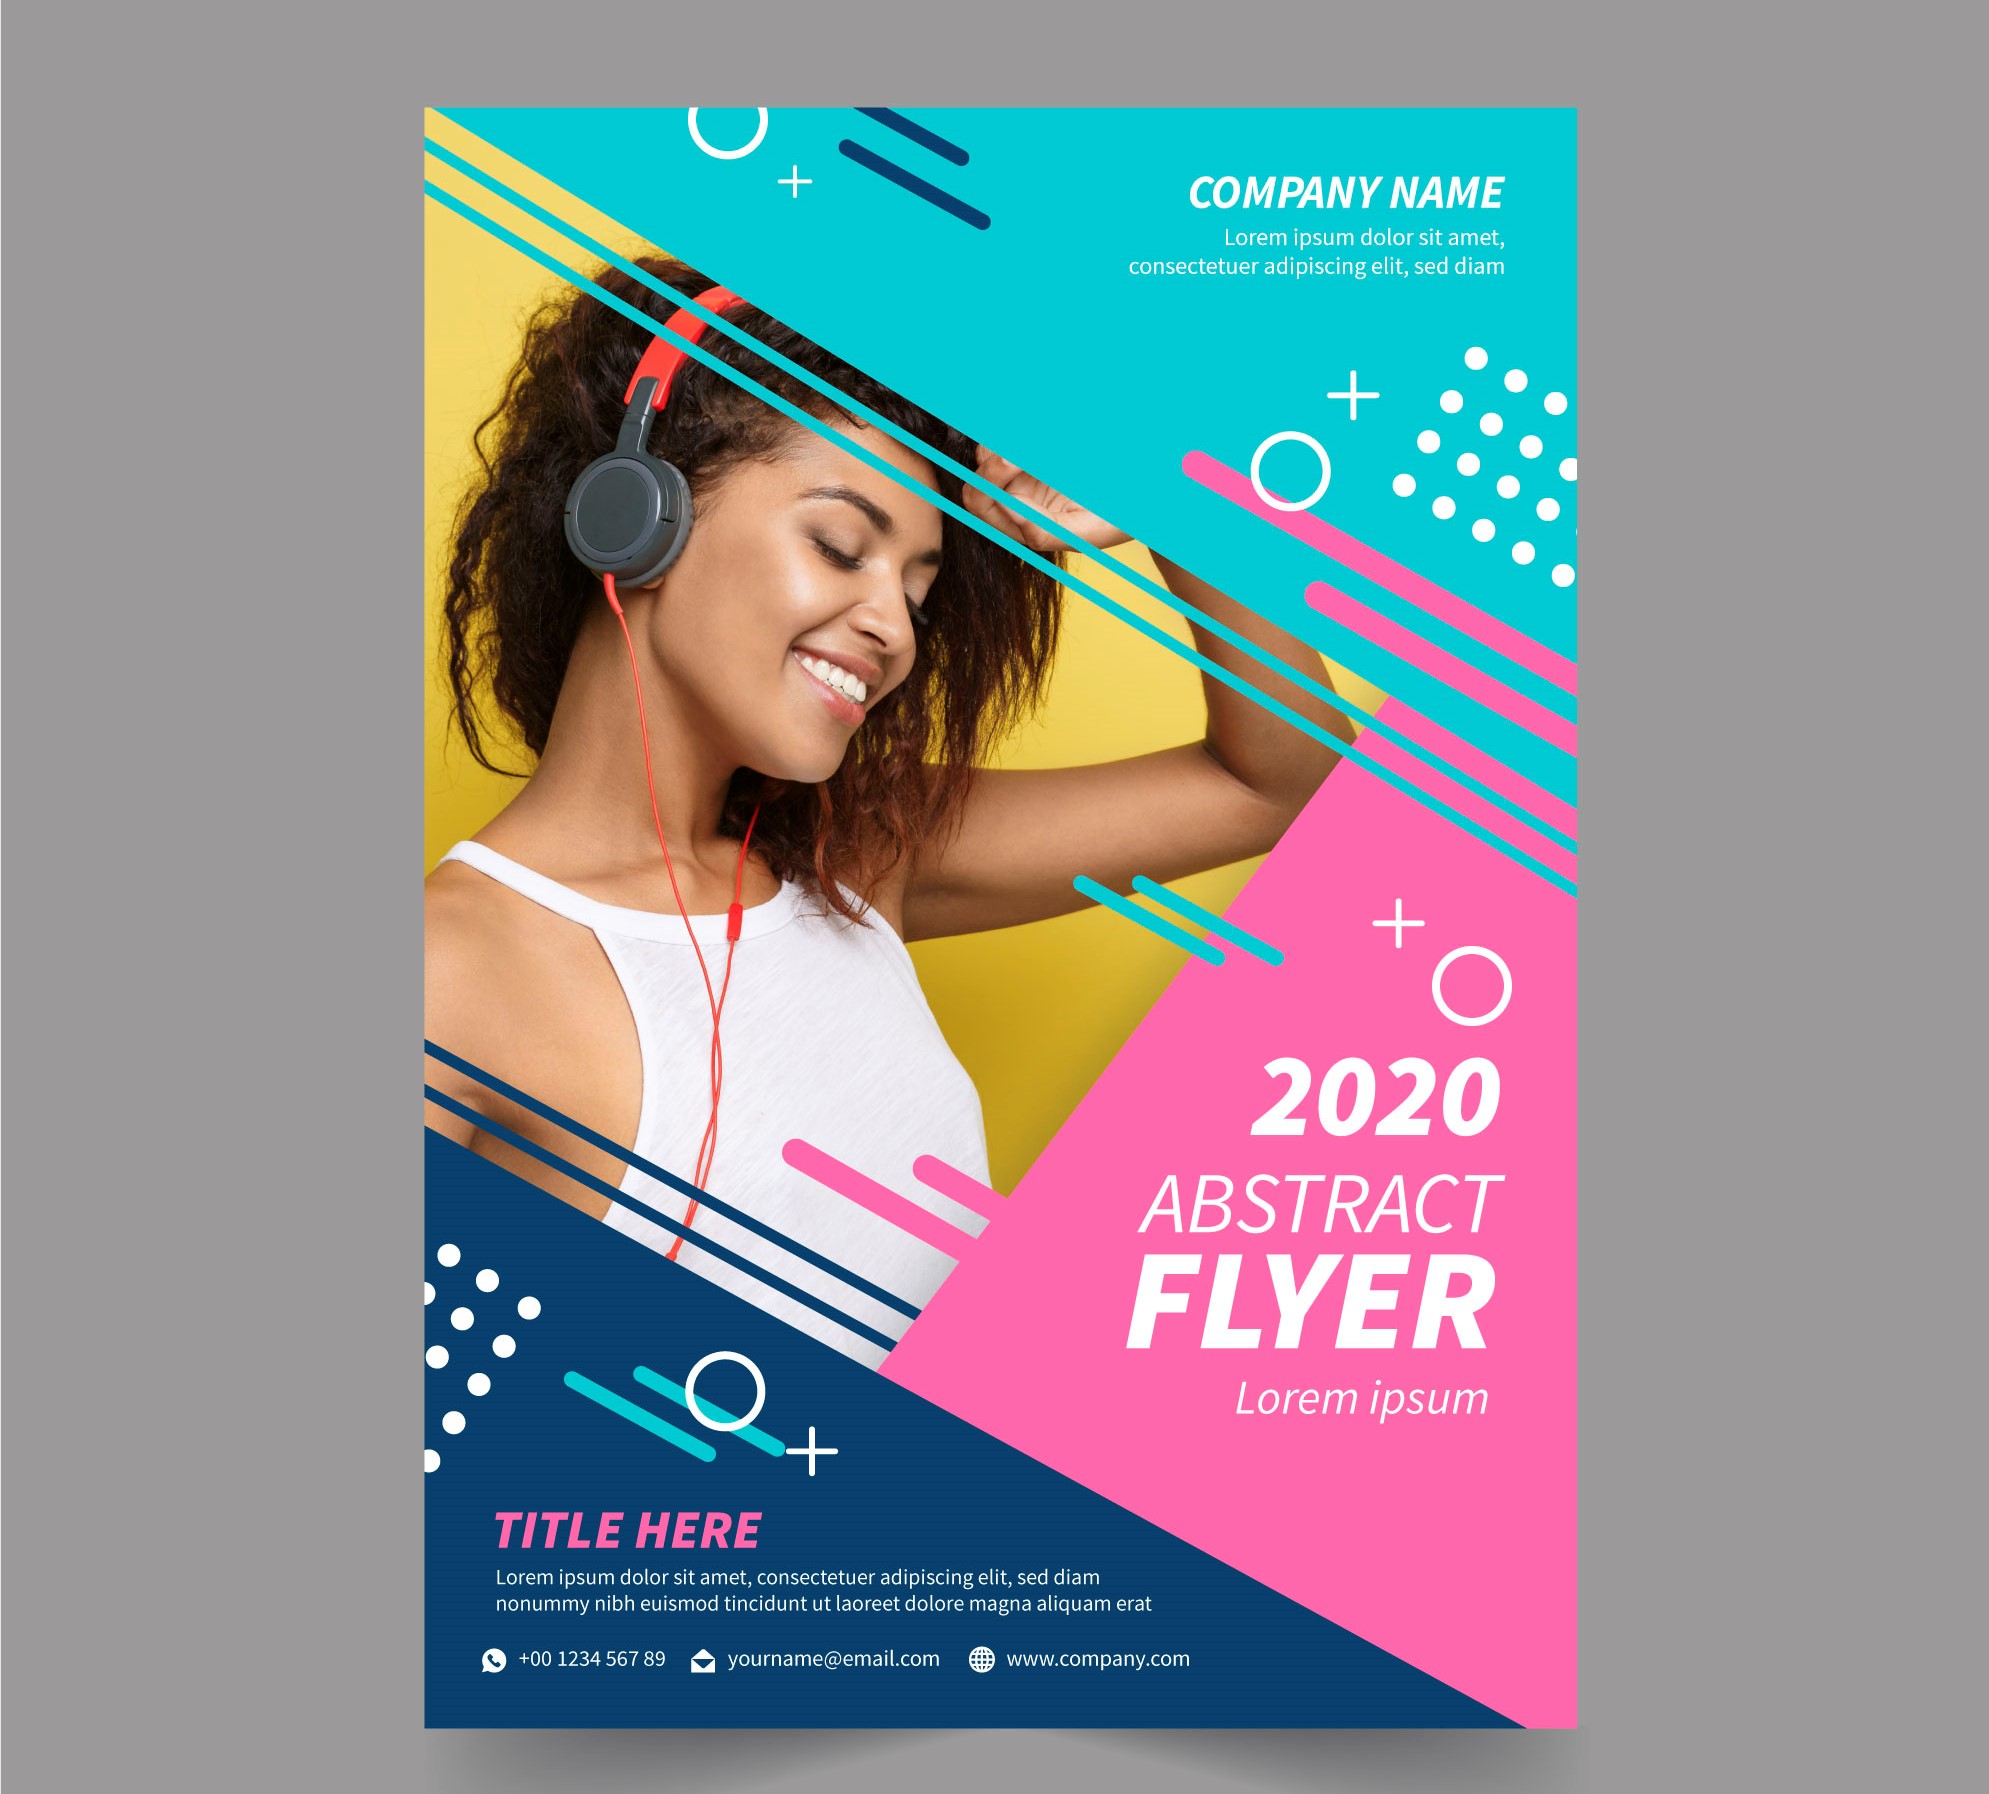 COMPANY NAME
Lorem ipsum dolor sit amet,
consectetuer adipiscing elit, sed diam
2020
ABSTRACT
FLYER
Lorem ipsum
TITLE HERE
Lorem ipsum dolor sit amet, consectetuer adipiscing elit, sed diam
nonummy nibh euismod tincidunt ut laoreet dolore magna aliquam erat
+00 1234 567 89 yourname@email.com www.company.com